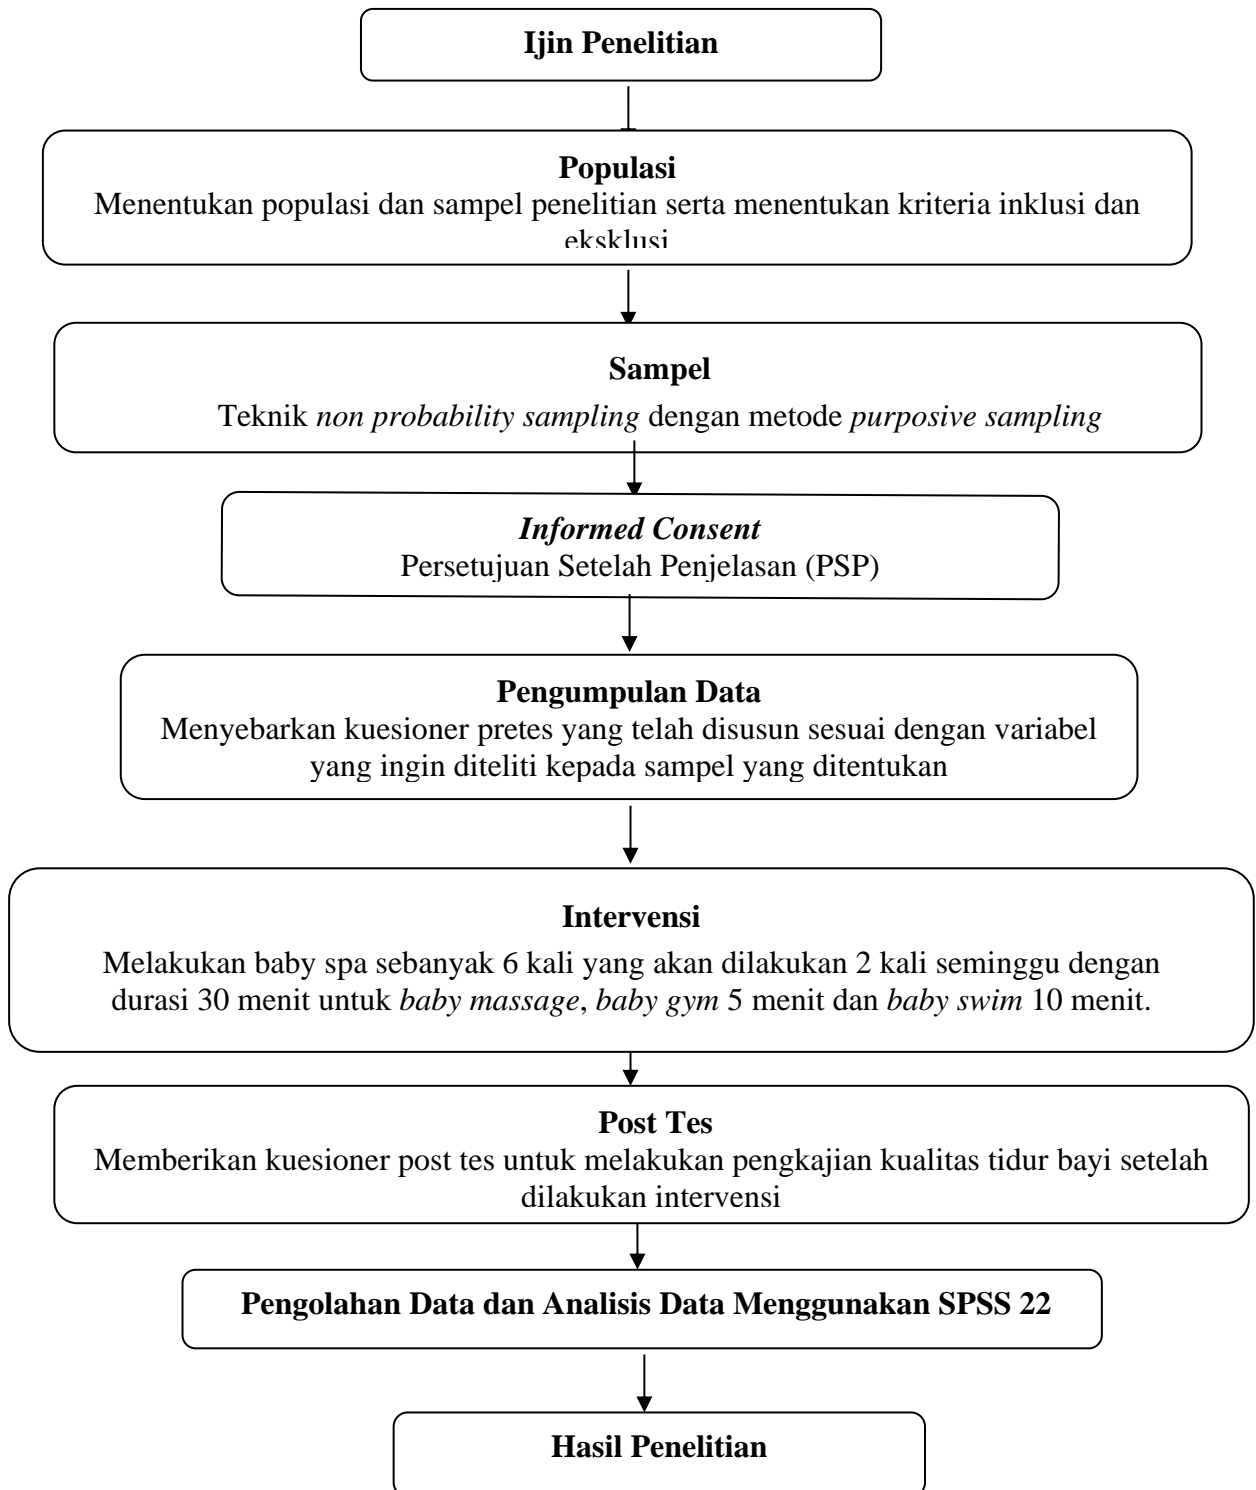 Ijin Penelitian
Populasi
Menentukan populasi dan sampel penelitian serta menentukan kriteria inklusi dan
eksklusi
Sampel
Teknik non probability sampling dengan metode purposive sampling
Informed Consent
Persetujuan Setelah Penjelasan (PSP)
Pengumpulan Data
Menyebarkan kuesioner pretes yang telah disusun sesuai dengan variabel
yang ingin diteliti kepada sampel yang ditentukan
Intervensi
Melakukan baby spa sebanyak 6 kali yang akan dilakukan 2 kali seminggu dengan
durasi 30 menit untuk baby massage, baby gym 5 menit dan baby swim 10 menit.
Post Tes
Memberikan kuesioner post tes untuk melakukan pengkajian kualitas tidur bayi setelah
dilakukan intervensi
Pengolahan Data dan Analisis Data Menggunakan SPSS 22
Hasil Penelitian